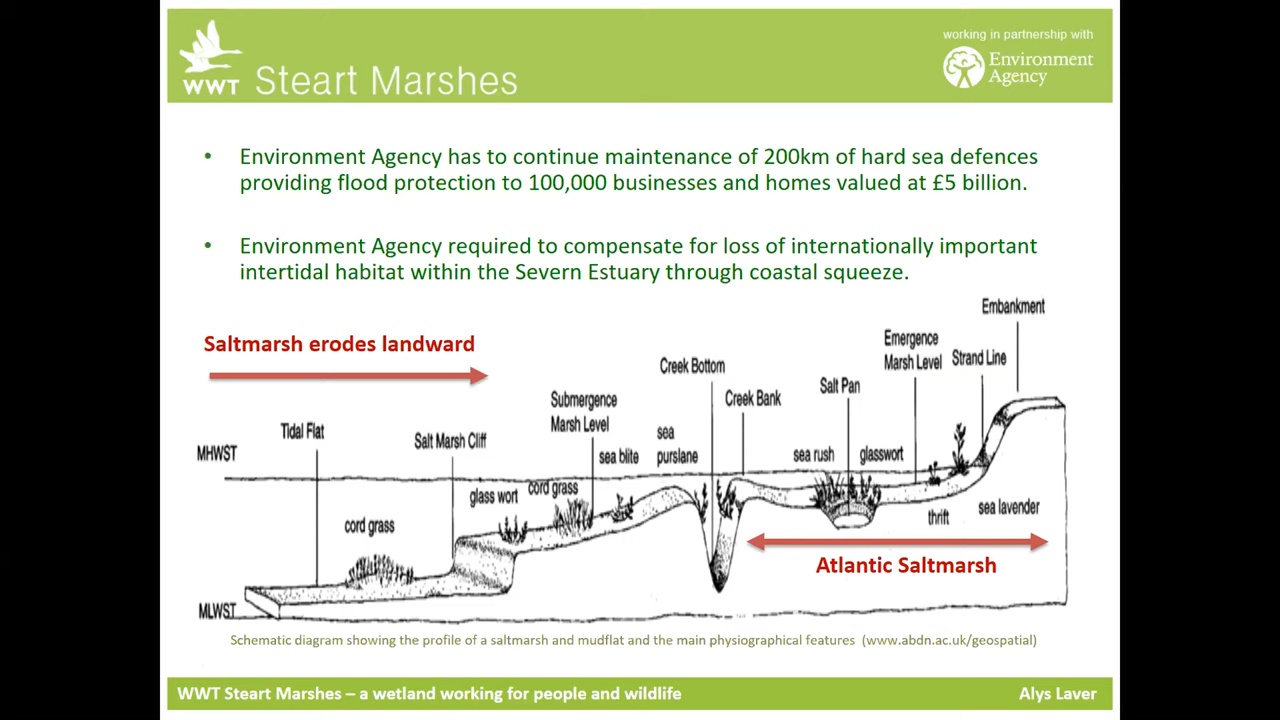 working in partnership with
WWT Steart Marshes
Environment
Agency
• Environment Agency has to continue maintenance of 200km of hard sea defences
providing flood protection to 100,000 businesses and homes valued at £5 billion.
• Environment Agency required to compensate for loss of internationally important
intertidal habitat within the Severn Estuary through coastal squeeze.
Saltmarsh erodes landward
Embankment
Emergence
Marsh Level
Strand Line
Creek Bottom
Salt Pan
Creek Bank
Submergence
Marsh Level
Tidal Flat
Salt Marsh Cliff
sea
purslane
MHWST
sea blite
sea rush
glasswort
glass wort
cord grass
cord grass
thrift
sea lavender
Atlantic Saltmarsh
MLWST
Schematic diagram showing the profile of a saltmarsh and mudflat and the main physiographical features (www.abdn.ac.uk/geospatial)
WWT Steart Marshes – a wetland working for people and wildlife
Alys Laver